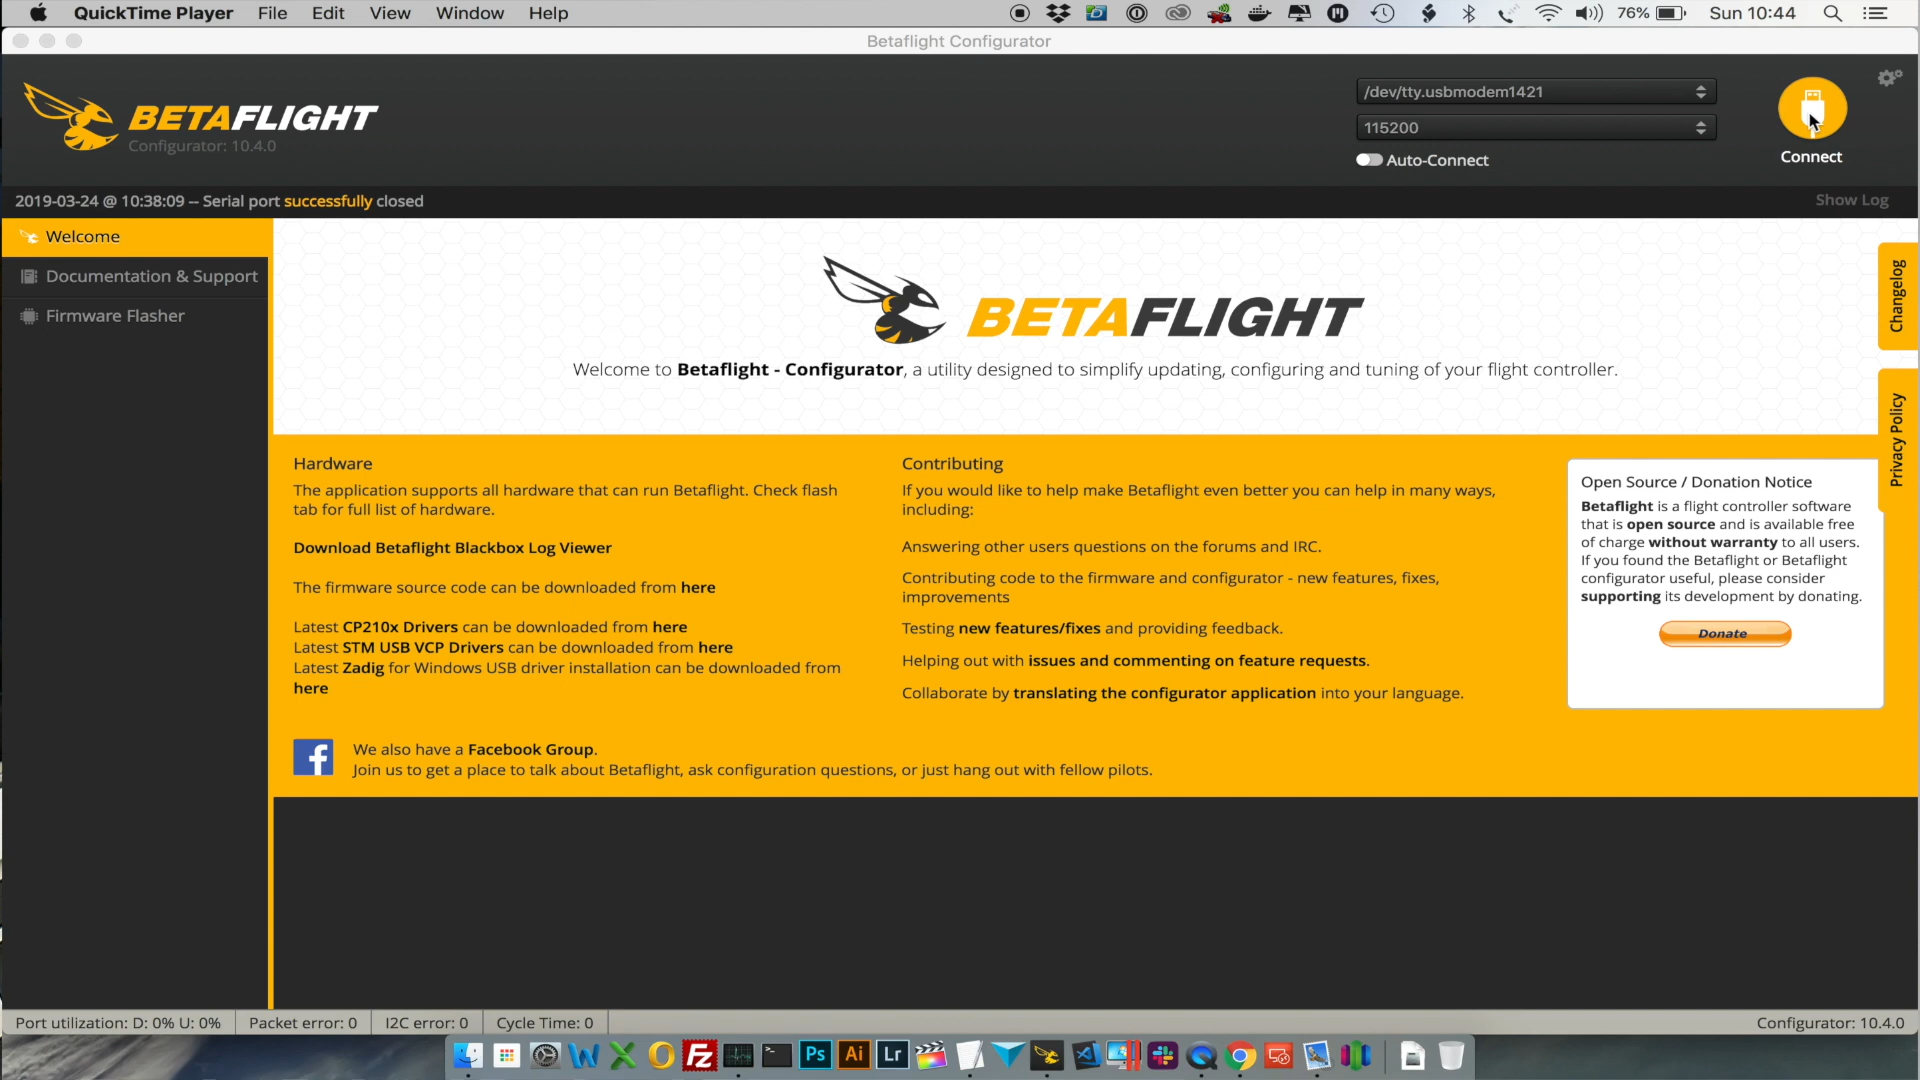 QuickTime Player File Edit View Window Help 76% Sun 10:44
Betaflight Configurator
BETAFLIGHT
Configurator: 10.4.0
/dev/tty.usbmodem1421
115200
Auto-Connect
Connect
2019-03-24 @ 10:38:09 -- Serial port successfully closed
Show Log
Welcome
Documentation & Support
Firmware Flasher
BETAFLIGHT
Welcome to Betaflight - Configurator, a utility designed to simplify updating, configuring and tuning of your flight controller.
Changelog
Privacy Policy
Hardware
The application supports all hardware that can run Betaflight. Check flash
tab for full list of hardware.
Download Betaflight Blackbox Log Viewer
The firmware source code can be downloaded from here
Latest CP210x Drivers can be downloaded from here
Latest STM USB VCP Drivers can be downloaded from here
Latest Zadig for Windows USB driver installation can be downloaded from
here
Contributing
If you would like to help make Betaflight even better you can help in many ways,
including:
Answering other users questions on the forums and IRC.
Contributing code to the firmware and configurator - new features, fixes,
improvements
Testing new features/fixes and providing feedback.
Helping out with issues and commenting on feature requests.
Collaborate by translating the configurator application into your language.
Open Source / Donation Notice
Betaflight is a flight controller software
that is open source and is available free
of charge without warranty to all users.
If you found the Betaflight or Betaflight
configurator useful, please consider
supporting its development by donating.
Donate
We also have a Facebook Group.
Join us to get a place to talk about Betaflight, ask configuration questions, or just hang out with fellow pilots.
Port utilization: D: 0% U: 0% Packet error: 0 I2C error: 0 Cycle Time: 0 Configurator: 10.4.0
Fz Ps Ai Lr